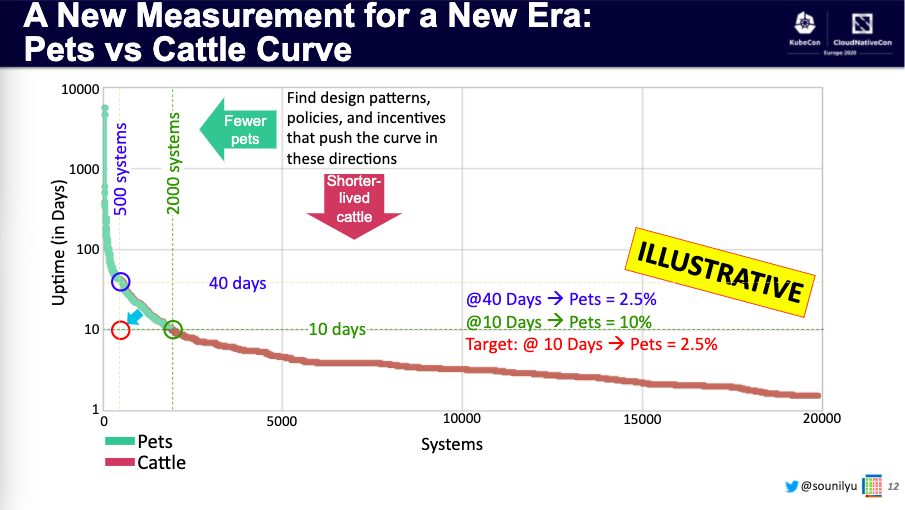 A New Measurement for a New Era:
Pets vs Cattle Curve
KubeCon
CloudNativeCon
Europe 2020
10000
1000
100
10
1
Uptime (in Days)
500 systems
2000 systems
Fewer
pets
Find design patterns,
policies, and incentives
that push the curve in
these directions
Shorter-
lived
cattle
ILLUSTRATIVE
40 days
10 days
@40 Days → Pets = 2.5%
@10 Days → Pets = 10%
Target: @ 10 Days → Pets = 2.5%
0
5000
10000
15000
20000
Systems
Pets
Cattle
@sounilyu
12